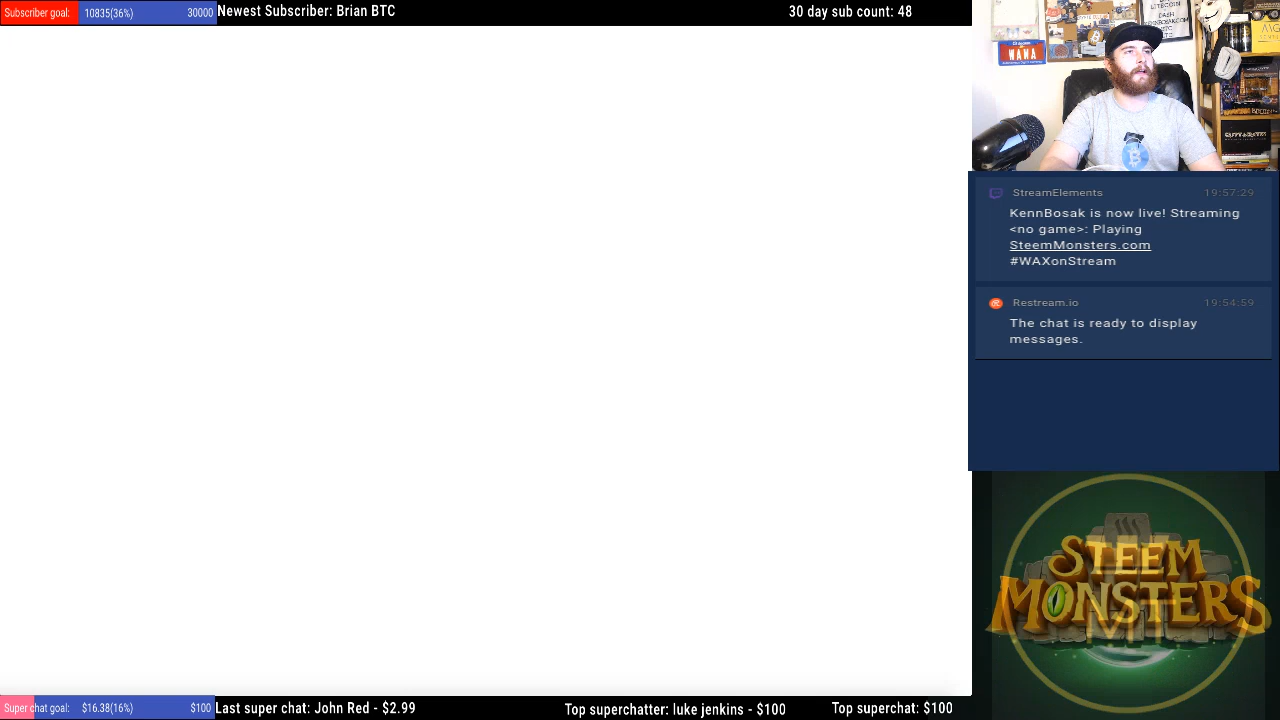 Subscriber goal: 10835(36%) 30000
Newest Subscriber: Brian BTC
30 day sub count: 48
WAWA
StreamElements 19:57:29
KennBosak is now live! Streaming
<no game>: Playing
SteemMonsters.com
#WAXonStream
Restream.io 19:54:59
The chat is ready to display
messages.
STEEM
MONSTERS
Super chat goal: $16.38(16%) $100
Last super chat: John Red - $2.99
Top superchatter: luke jenkins - $100
Top superchat: $100